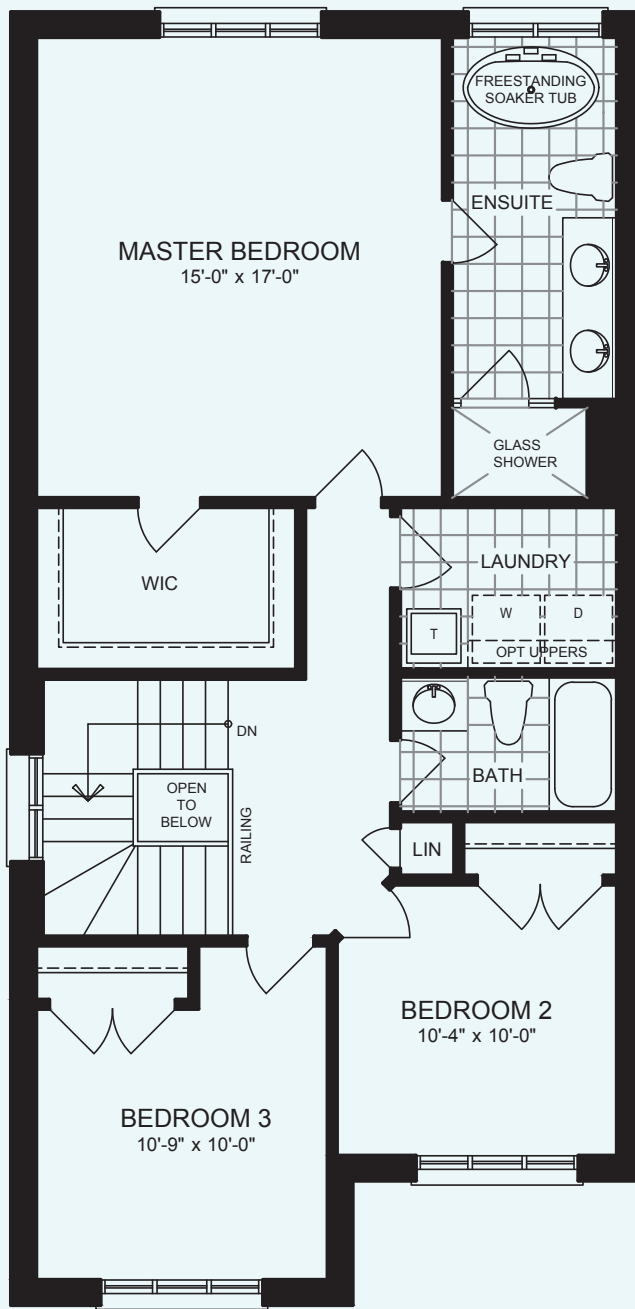 FREESTANDING
SOAKER TUB
ENSUITE
MASTER BEDROOM
15'-0" x 17'-0"
GLASS
SHOWER
WIC
LAUNDRY
T
W
D
OPT UPPERS
DN
OPEN
TO
BELOW
RAILING
BATH
LIN
BEDROOM 2
10'-4" x 10'-0"
BEDROOM 3
10'-9" x 10'-0"